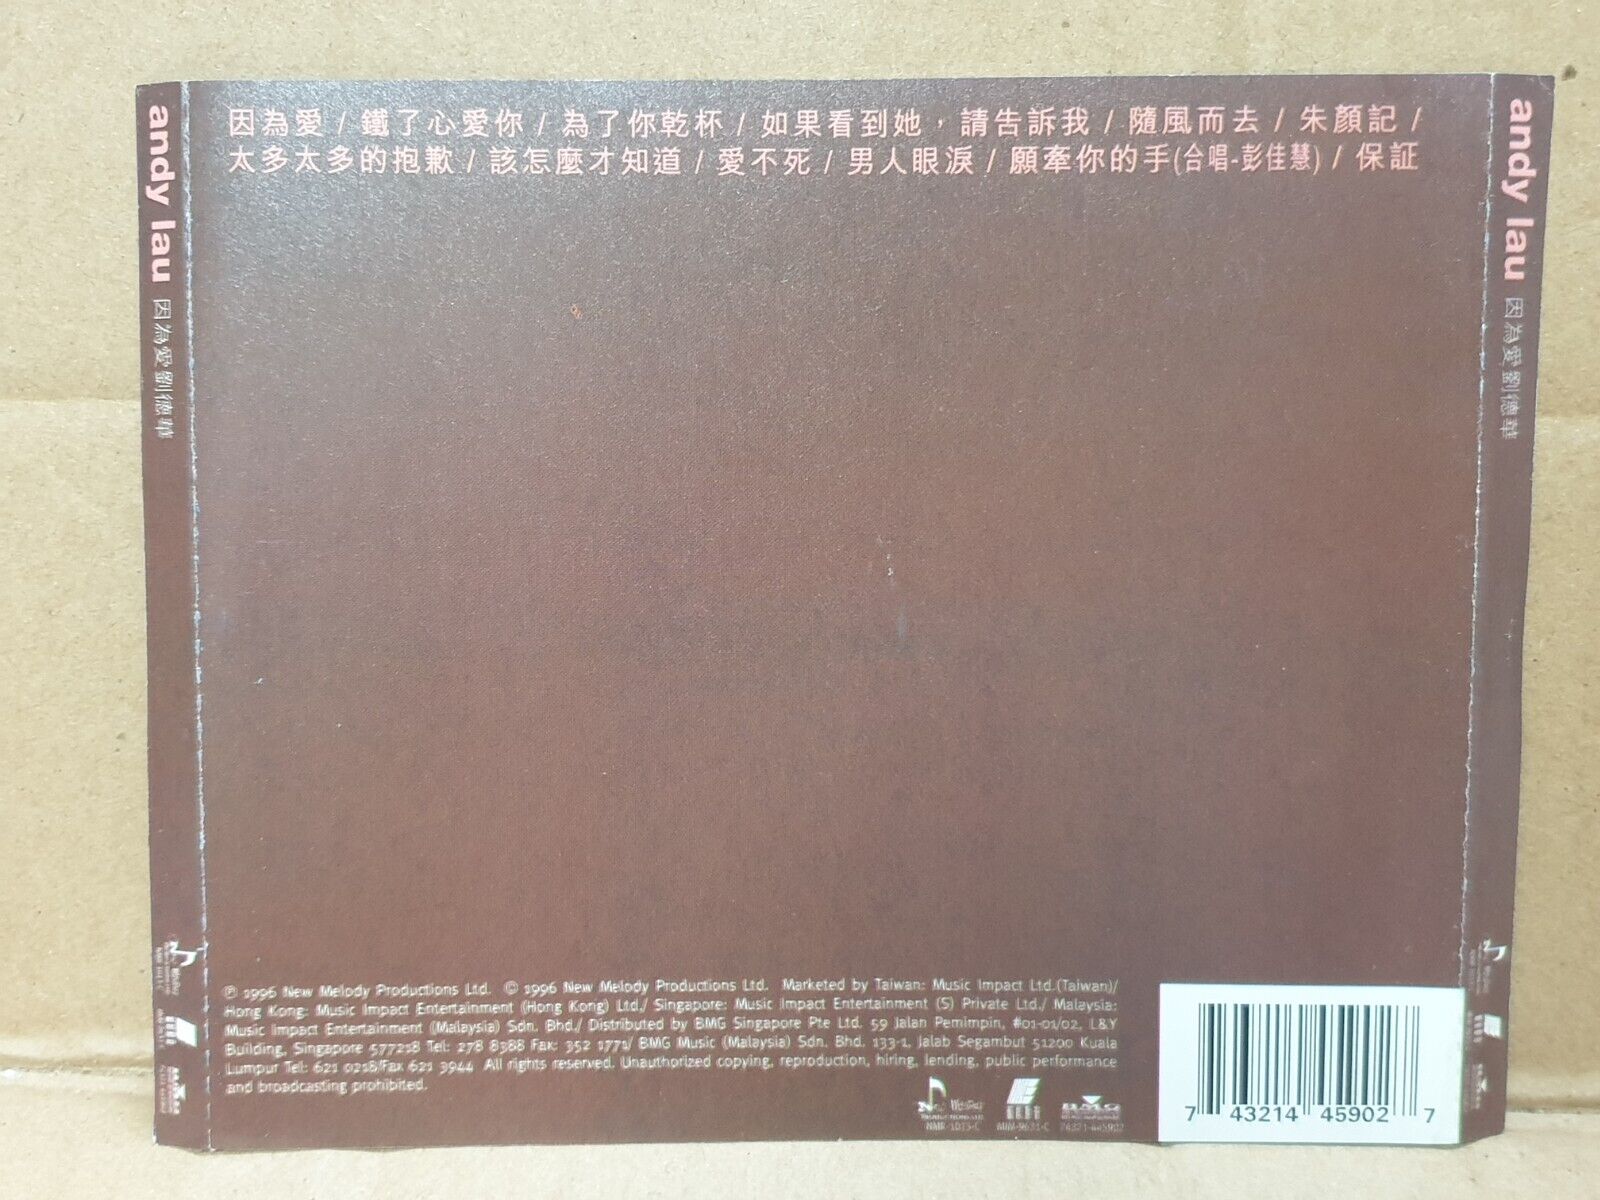 因為愛 / 鐵了心愛你 / 為了你乾杯 / 如果看到她，請告訴我 / 隨風而去 / 朱顏記 /
太多太多的抱歉 / 該怎麼才知道 / 愛不死 / 男人眼淚 / 願牽你的手(合唱-彭佳慧) / 保証
andy lau 因為愛劉德華
andy lau 因為愛劉德華
℗ 1996 New Melody Productions Ltd. © 1996 New Melody Productions Ltd. Marketed by Taiwan: Music Impact Ltd.(Taiwan)/
Hong Kong: Music Impact Entertainment (Hong Kong) Ltd./ Singapore: Music Impact Entertainment (S) Private Ltd./ Malaysia:
Music Impact Entertainment (Malaysia) Sdn. Bhd./ Distributed by BMG Singapore Pte Ltd. 59 Jalan Pemimpin, #01-01/02, L&Y
Building, Singapore 577218 Tel: 278 8388 Fax: 352 1771/ BMG Music (Malaysia) Sdn. Bhd. 133-1, Jalab Segambut 51200 Kuala
Lumpur Tel: 621 0218/Fax 621 3944 All rights reserved. Unauthorized copying, reproduction, hiring, lending, public performance
and broadcasting prohibited.
BMG
NMR-1013-C MIM-9631-C 74321-445902
7 43214 45902 7